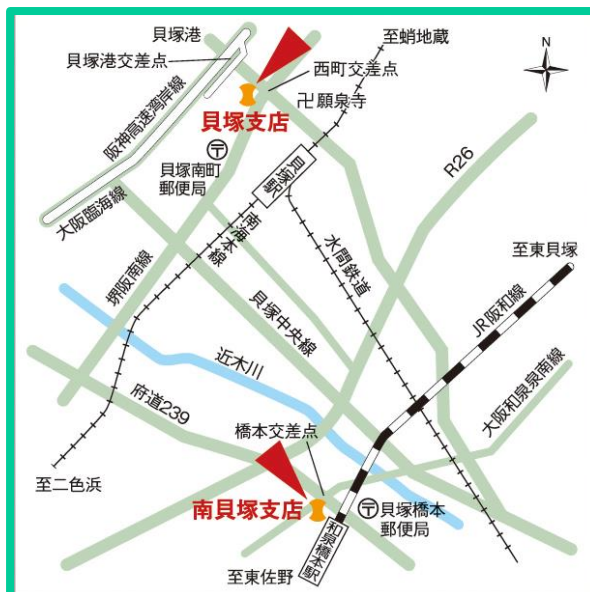 貝塚港
貝塚港交差点
至蛸地蔵
N
西町交差点
阪神高速湾岸線
卍願泉寺
貝塚支店
〒
貝塚南町
郵便局
貝塚駅
R26
大阪臨海線
南海本線
水間鉄道
至東貝塚
堺阪南線
貝塚中央線
JR阪和線
近木川
大阪和泉泉南線
府道239
橋本交差点
至二色浜
南貝塚支店
〒貝塚橋本
郵便局
和泉橋本駅
至東佐野